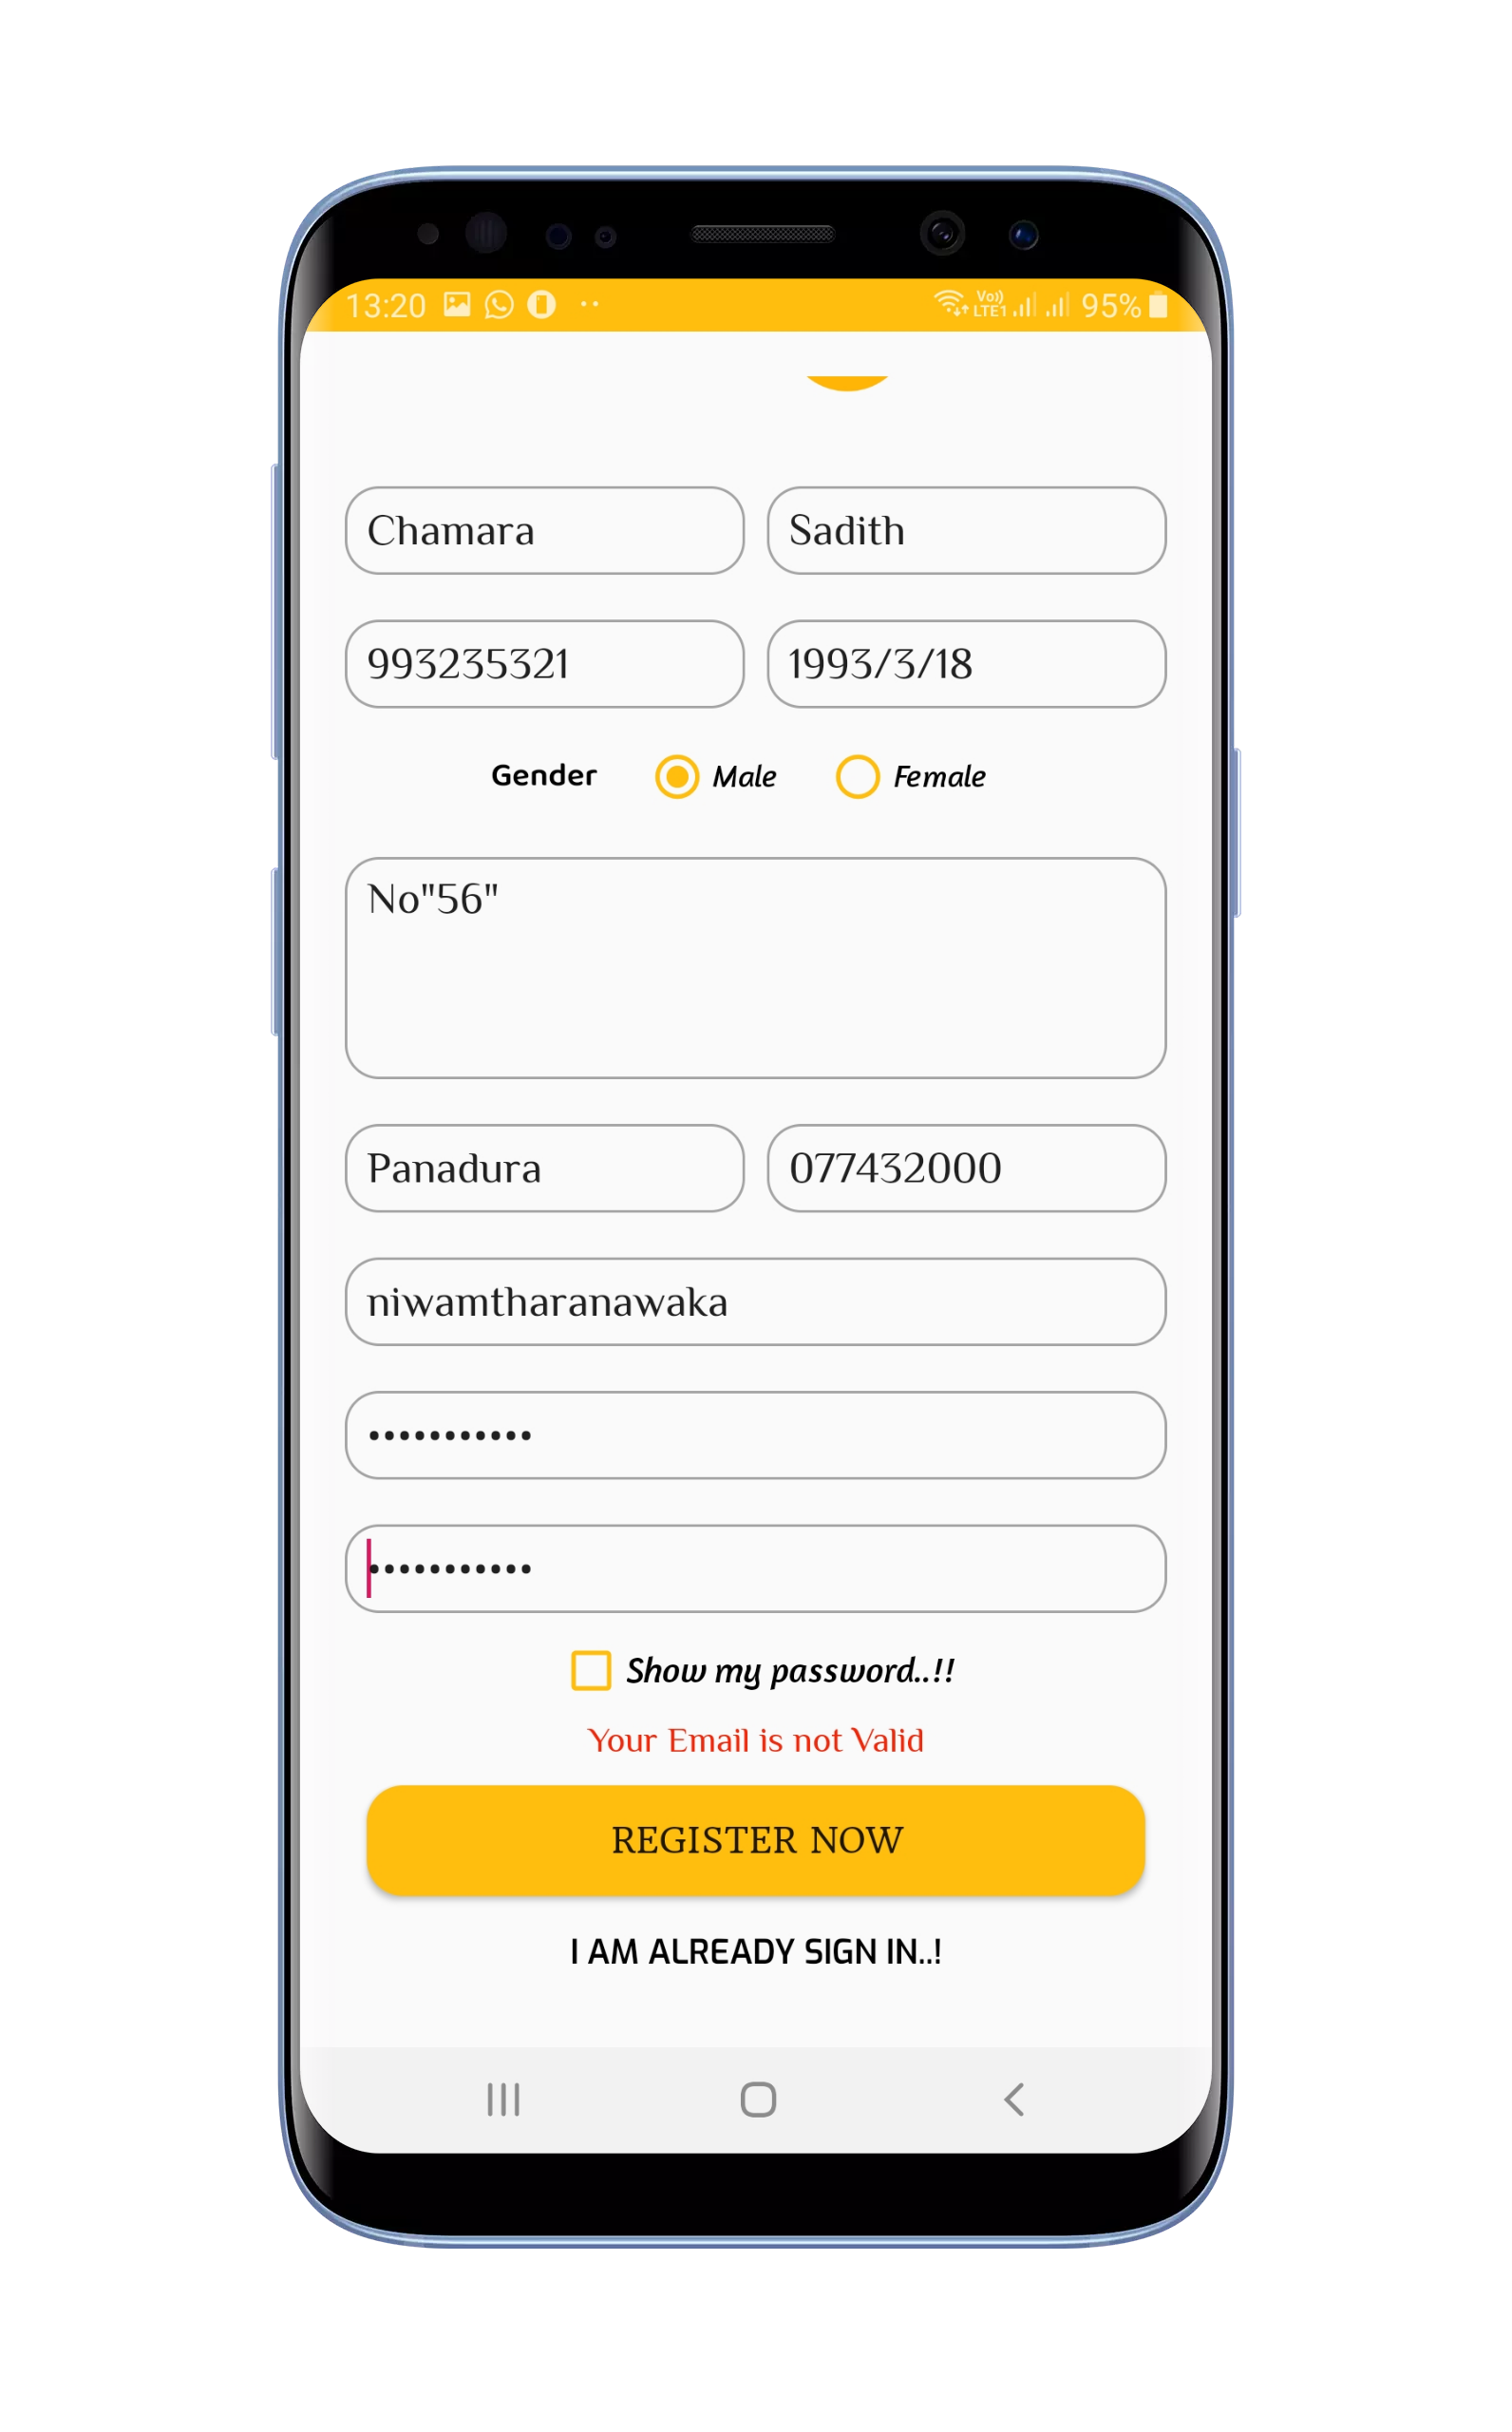 13:20 Vo)) LTE1 95%
Chamara Sadith
993235321 1993/3/18
Gender Male Female
No"56"
Panadura 077432000
niwamtharanawaka
•••••••••••
•••••••••••
Show my password..!!
Your Email is not Valid
REGISTER NOW
I AM ALREADY SIGN IN..!